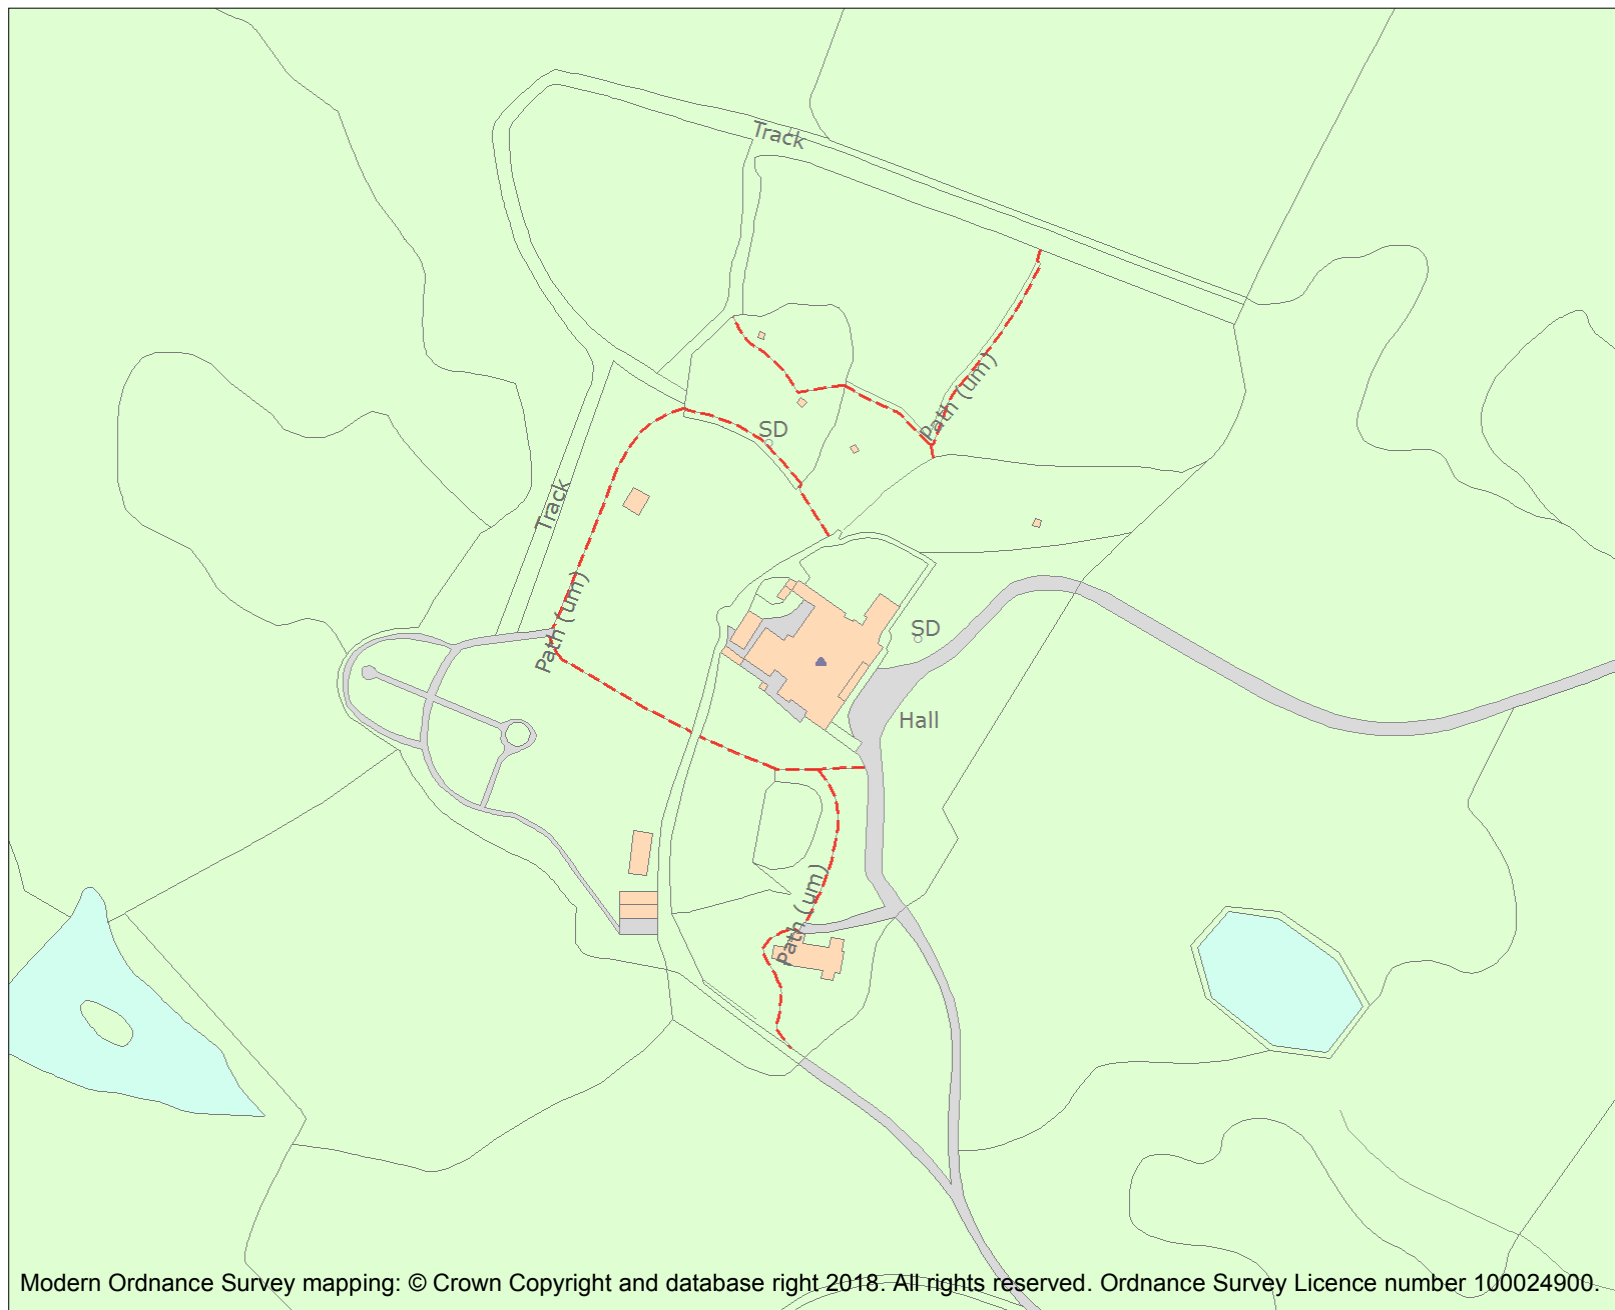 Track
Path (um)
SD
Track
Path (um)
SD
Hall
Path (um)
Modern Ordnance Survey mapping: © Crown Copyright and database right 2018. All rights reserved. Ordnance Survey Licence number 100024900.